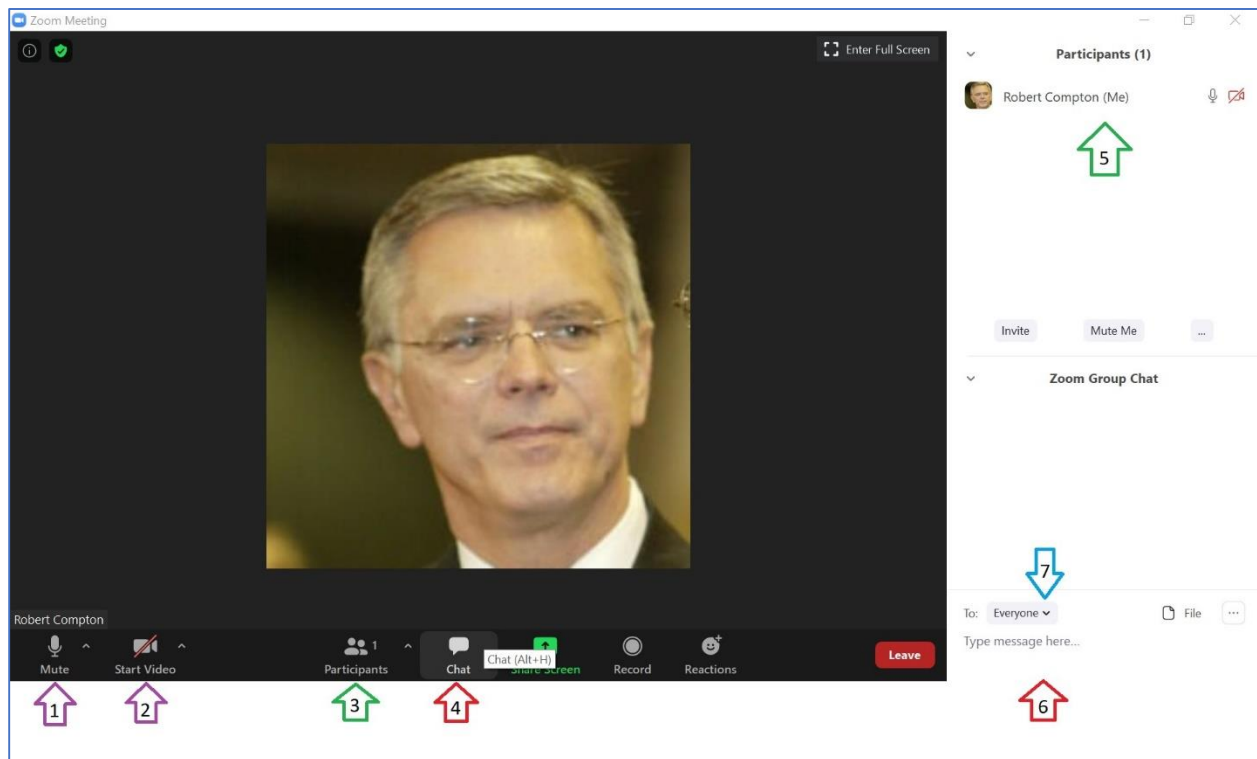 Zoom Meeting
Enter Full Screen
Robert Compton
Mute
Start Video
1
Participants
Chat
Chat (Alt+H)
Share Screen
Record
Reactions
Leave
1
2
3
4
Participants (1)
Robert Compton (Me)
5
Invite
Mute Me
...
Zoom Group Chat
7
To: Everyone
File
...
Type message here...
6